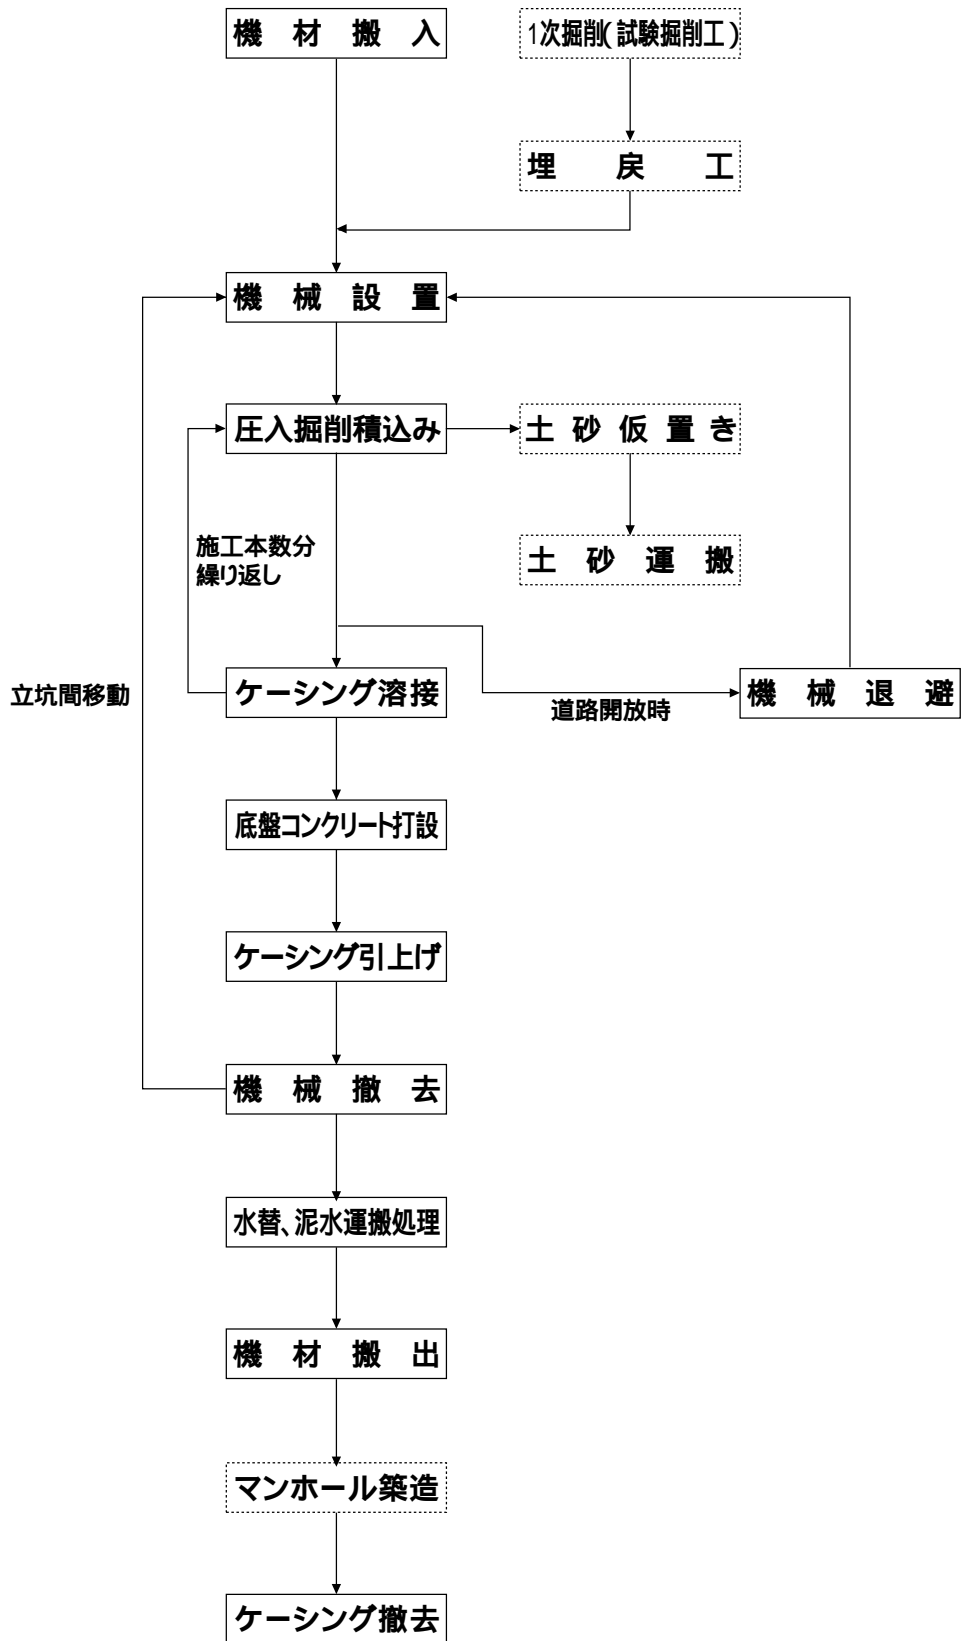 機材搬入
1次掘削(試験掘削工)
埋戻工
機械設置
圧入掘削積込み
土砂仮置き
施工本数分
繰り返し
土砂運搬
立坑間移動
ケーシング溶接
道路開放時
機械退避
底盤コンクリート打設
ケーシング引上げ
機械撤去
水替、泥水運搬処理
機材搬出
マンホール築造
ケーシング撤去